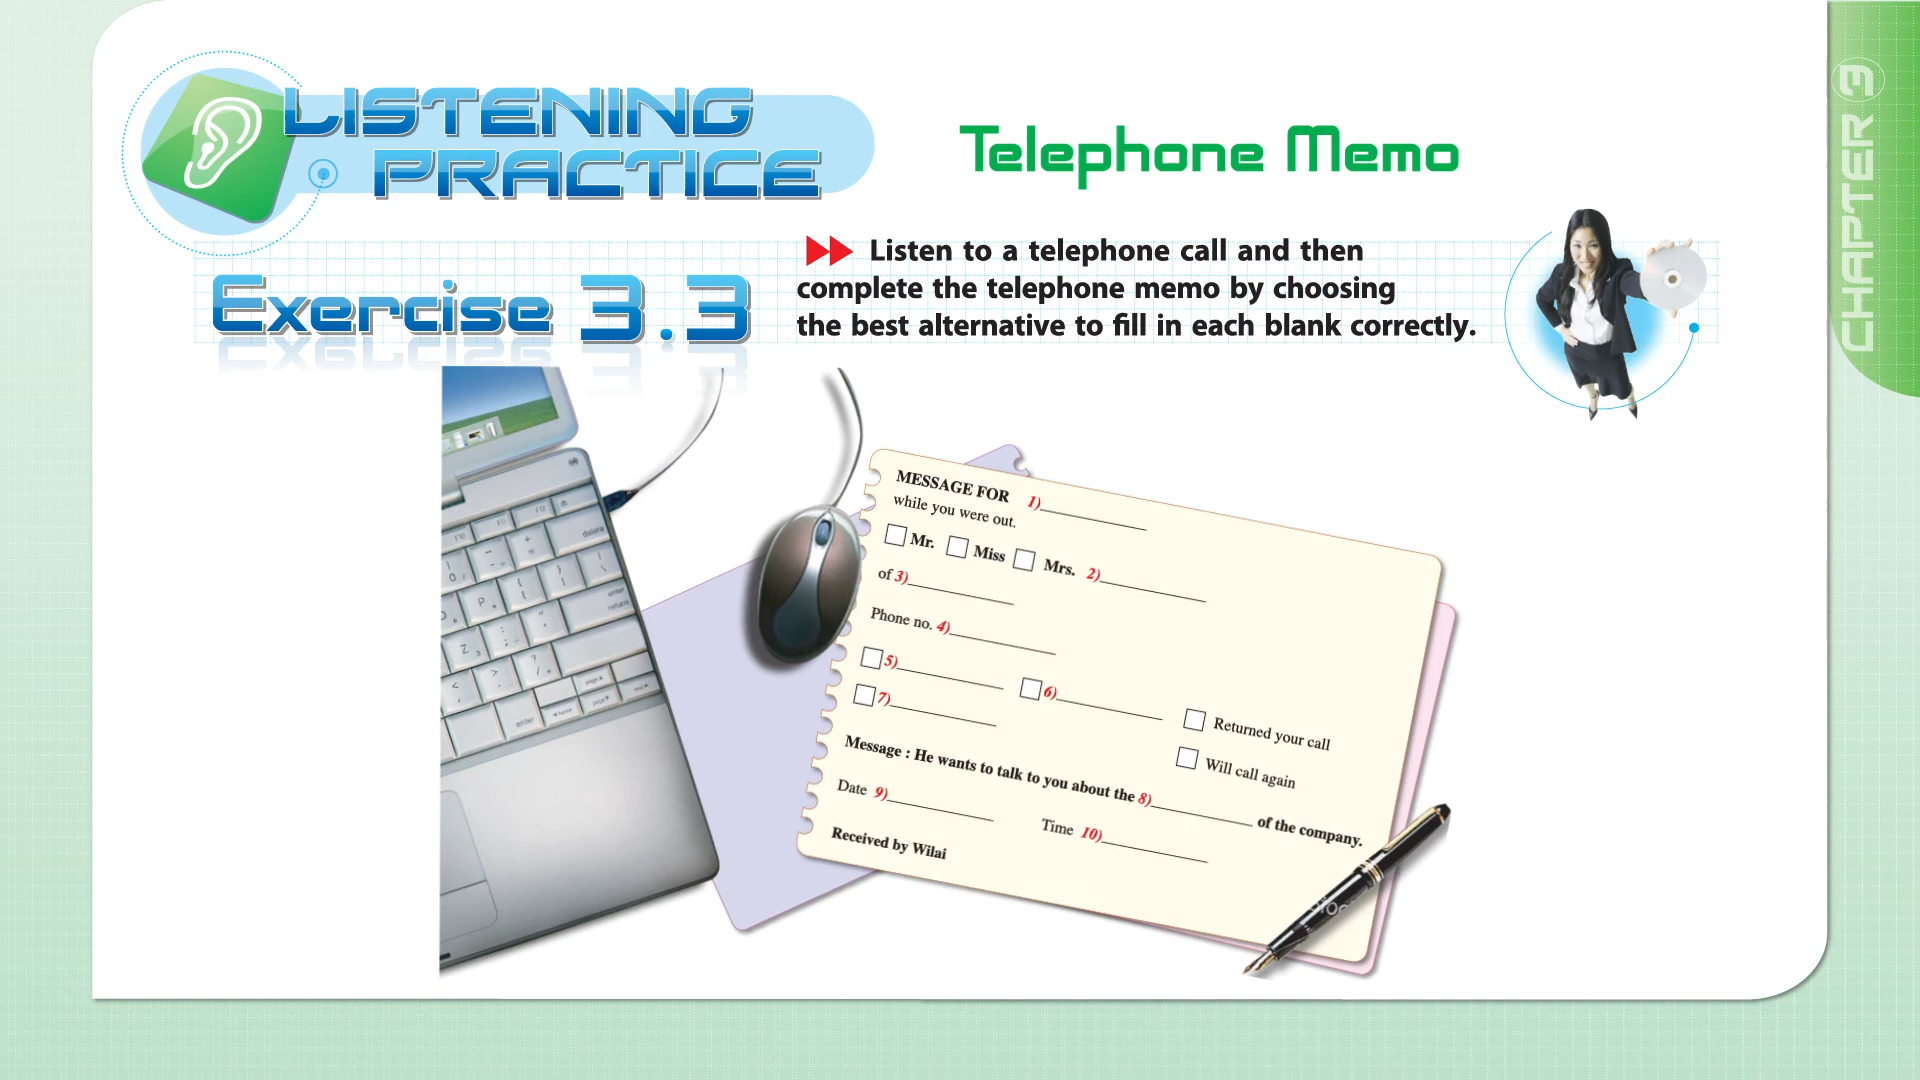 LISTENING
PRACTICE
Telephone Memo
CHAPTER 3
Exercise 3.3
Listen to a telephone call and then
complete the telephone memo by choosing
the best alternative to fill in each blank correctly.
MESSAGE FOR 1)
while you were out.
Mr. Miss Mrs. 2)
of 3)
Phone no. 4)
5) 6) Returned your call
7) Will call again
Message : He wants to talk to you about the 8) of the company.
Date 9) Time 10)
Received by Wilai